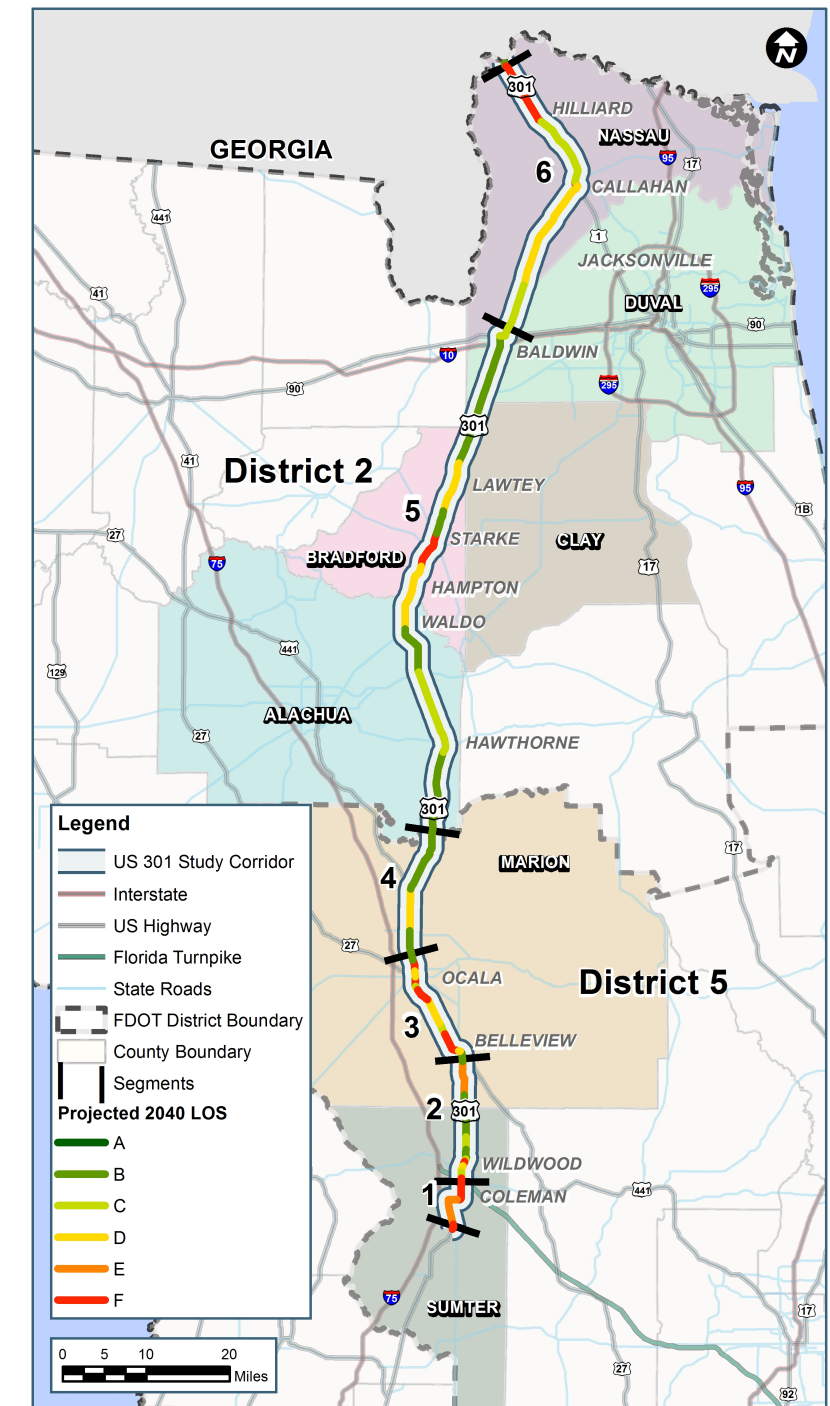 N
301
HILLIARD
GEORGIA
NASSAU
95
17
6
CALLAHAN
441
1
JACKSONVILLE
295
41
DUVAL
90
10
BALDWIN
295
90
301
41
District 2
LAWTEY
95
5
1B
27
STARKE
CLAY
BRADFORD
75
17
HAMPTON
WALDO
441
129
ALACHUA
27
HAWTHORNE
301
17
MARION
4
27
OCALA
District 5
3
BELLEVIEW
2
301
WILDWOOD
441
1
COLEMAN
75
SUMTER
17
27
92
Legend
US 301 Study Corridor
Interstate
US Highway
Florida Turnpike
State Roads
FDOT District Boundary
County Boundary
Segments
Projected 2040 LOS
A
B
C
D
E
F
0 5 10 20
Miles